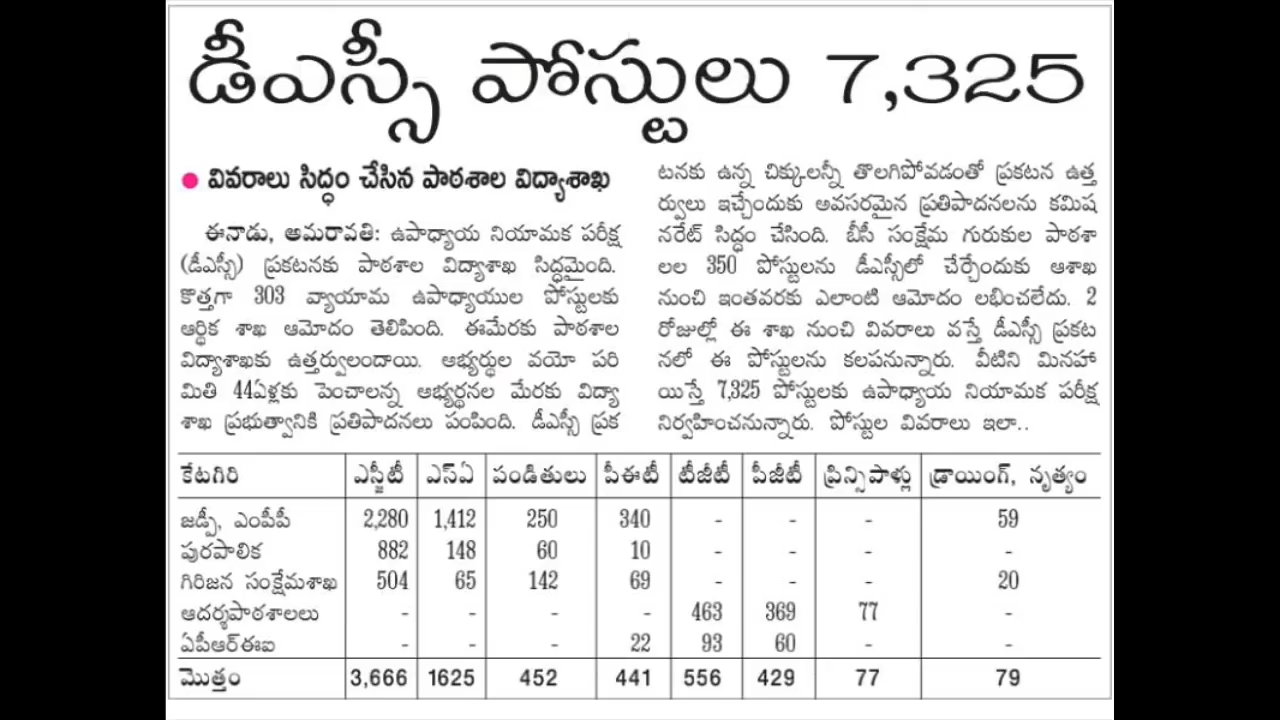 డీఎస్సీ పోస్టులు 7,325
● వివరాలు సిద్ధం చేసిన పాఠశాల విద్యాశాఖ
ఈనాడు, అమరావతి: ఉపాధ్యాయ నియామక పరీక్ష
(డీఎస్సీ) ప్రకటనకు పాఠశాల విద్యాశాఖ సిద్ధమైంది.
కొత్తగా 303 వ్యాయామ ఉపాధ్యాయుల పోస్టులకు
ఆర్థిక శాఖ ఆమోదం తెలిపింది. ఈమేరకు పాఠశాల
విద్యాశాఖకు ఉత్తర్వులందాయి. అభ్యర్థుల వయో పరి
మితి 44ఏళ్లకు పెంచాలన్న అభ్యర్థనల మేరకు విద్యా
శాఖ ప్రభుత్వానికి ప్రతిపాదనలు పంపింది. డీఎస్సీ ప్రక
టనకు ఉన్న చిక్కులన్నీ తొలగిపోవడంతో ప్రకటన ఉత్త
ర్వులు ఇచ్చేందుకు అవసరమైన ప్రతిపాదనలను కమిష
నరేట్ సిద్ధం చేసింది. బీసీ సంక్షేమ గురుకుల పాఠశా
లల 350 పోస్టులను డీఎస్సీలో చేర్చేందుకు ఆశాఖ
నుంచి ఇంతవరకు ఎలాంటి ఆమోదం లభించలేదు. 2
రోజుల్లో ఈ శాఖ నుంచి వివరాలు వస్తే డీఎస్సీ ప్రకట
నలో ఈ పోస్టులను కలపనున్నారు. వీటిని మినహా
యిస్తే 7,325 పోస్టులకు ఉపాధ్యాయ నియామక పరీక్ష
నిర్వహించనున్నారు. పోస్టుల వివరాలు ఇలా..
కేటగిరి ఎస్జీటీ ఎస్ఏ పండితులు పీఈటీ టీజీటీ పీజీటీ ప్రిన్సిపాళ్లు డ్రాయింగ్, నృత్యం
జడ్పీ, ఎంపీపీ 2,280 1,412 250 340 - - - 59
పురపాలిక 882 148 60 10 - - - -
గిరిజన సంక్షేమశాఖ 504 65 142 69 - - - 20
ఆదర్శపాఠశాలలు - - - - 463 369 77 -
ఏపీఆర్ఈఐ - - - 22 93 60 - -
మొత్తం 3,666 1625 452 441 556 429 77 79